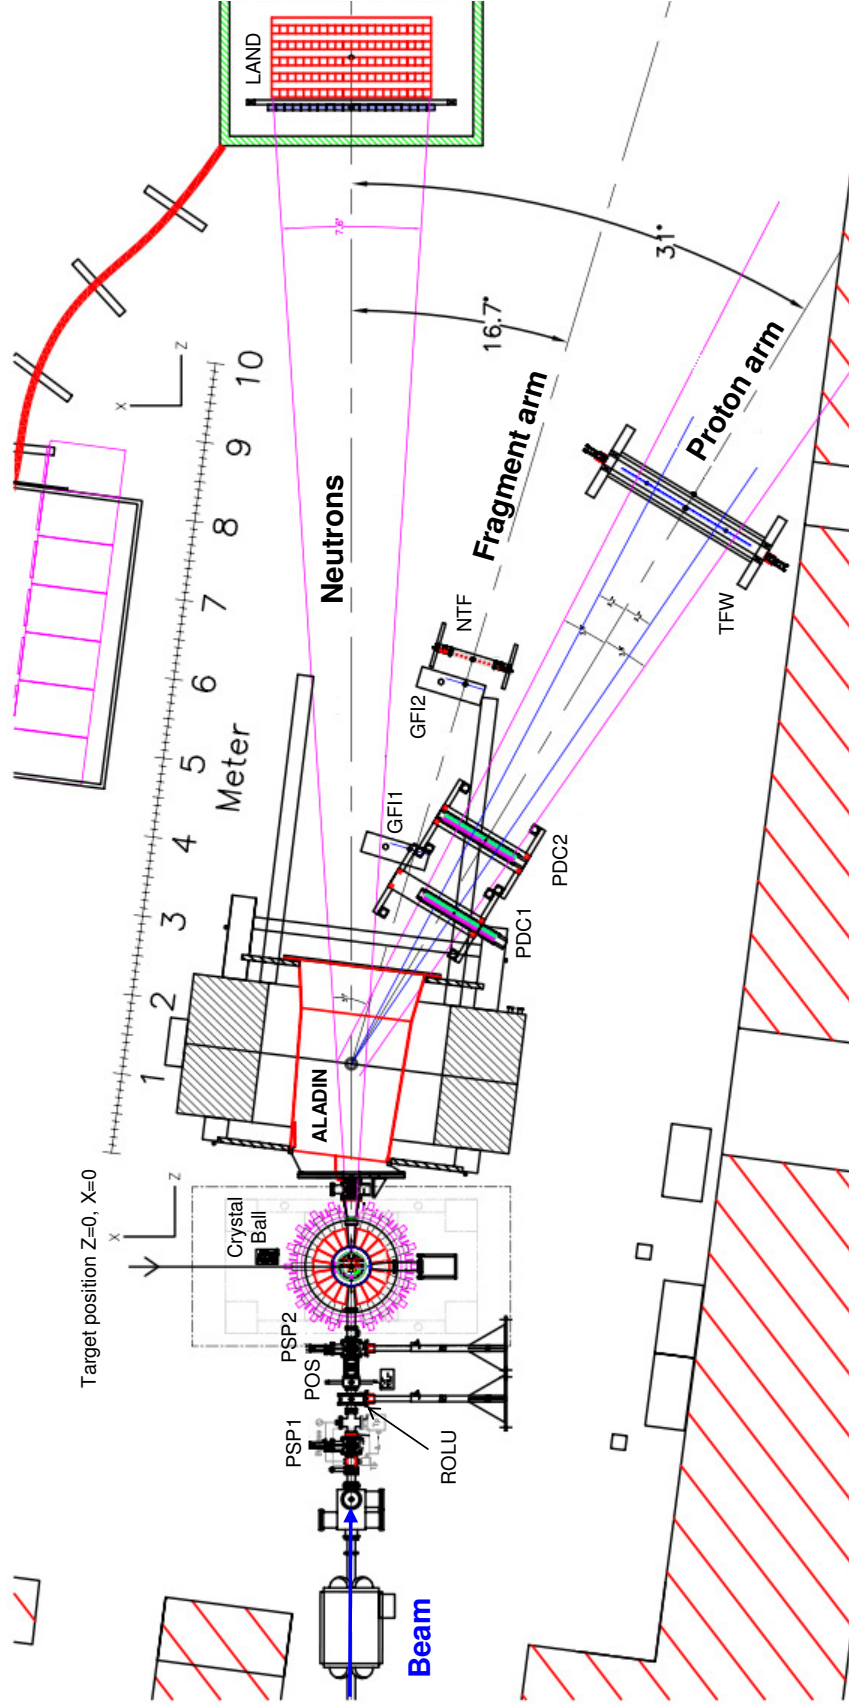 Target position Z=0, X=0
X
Z
Crystal
Ball
PSP1
POS
PSP2
ROLU
Beam
ALADIN
1
2
3
4
5
6
7
8
9
10
Meter
X
Z
Neutrons
7.6°
LAND
16.7°
31°
Fragment arm
Proton arm
GFI1
GFI2
NTF
PDC1
PDC2
TFW